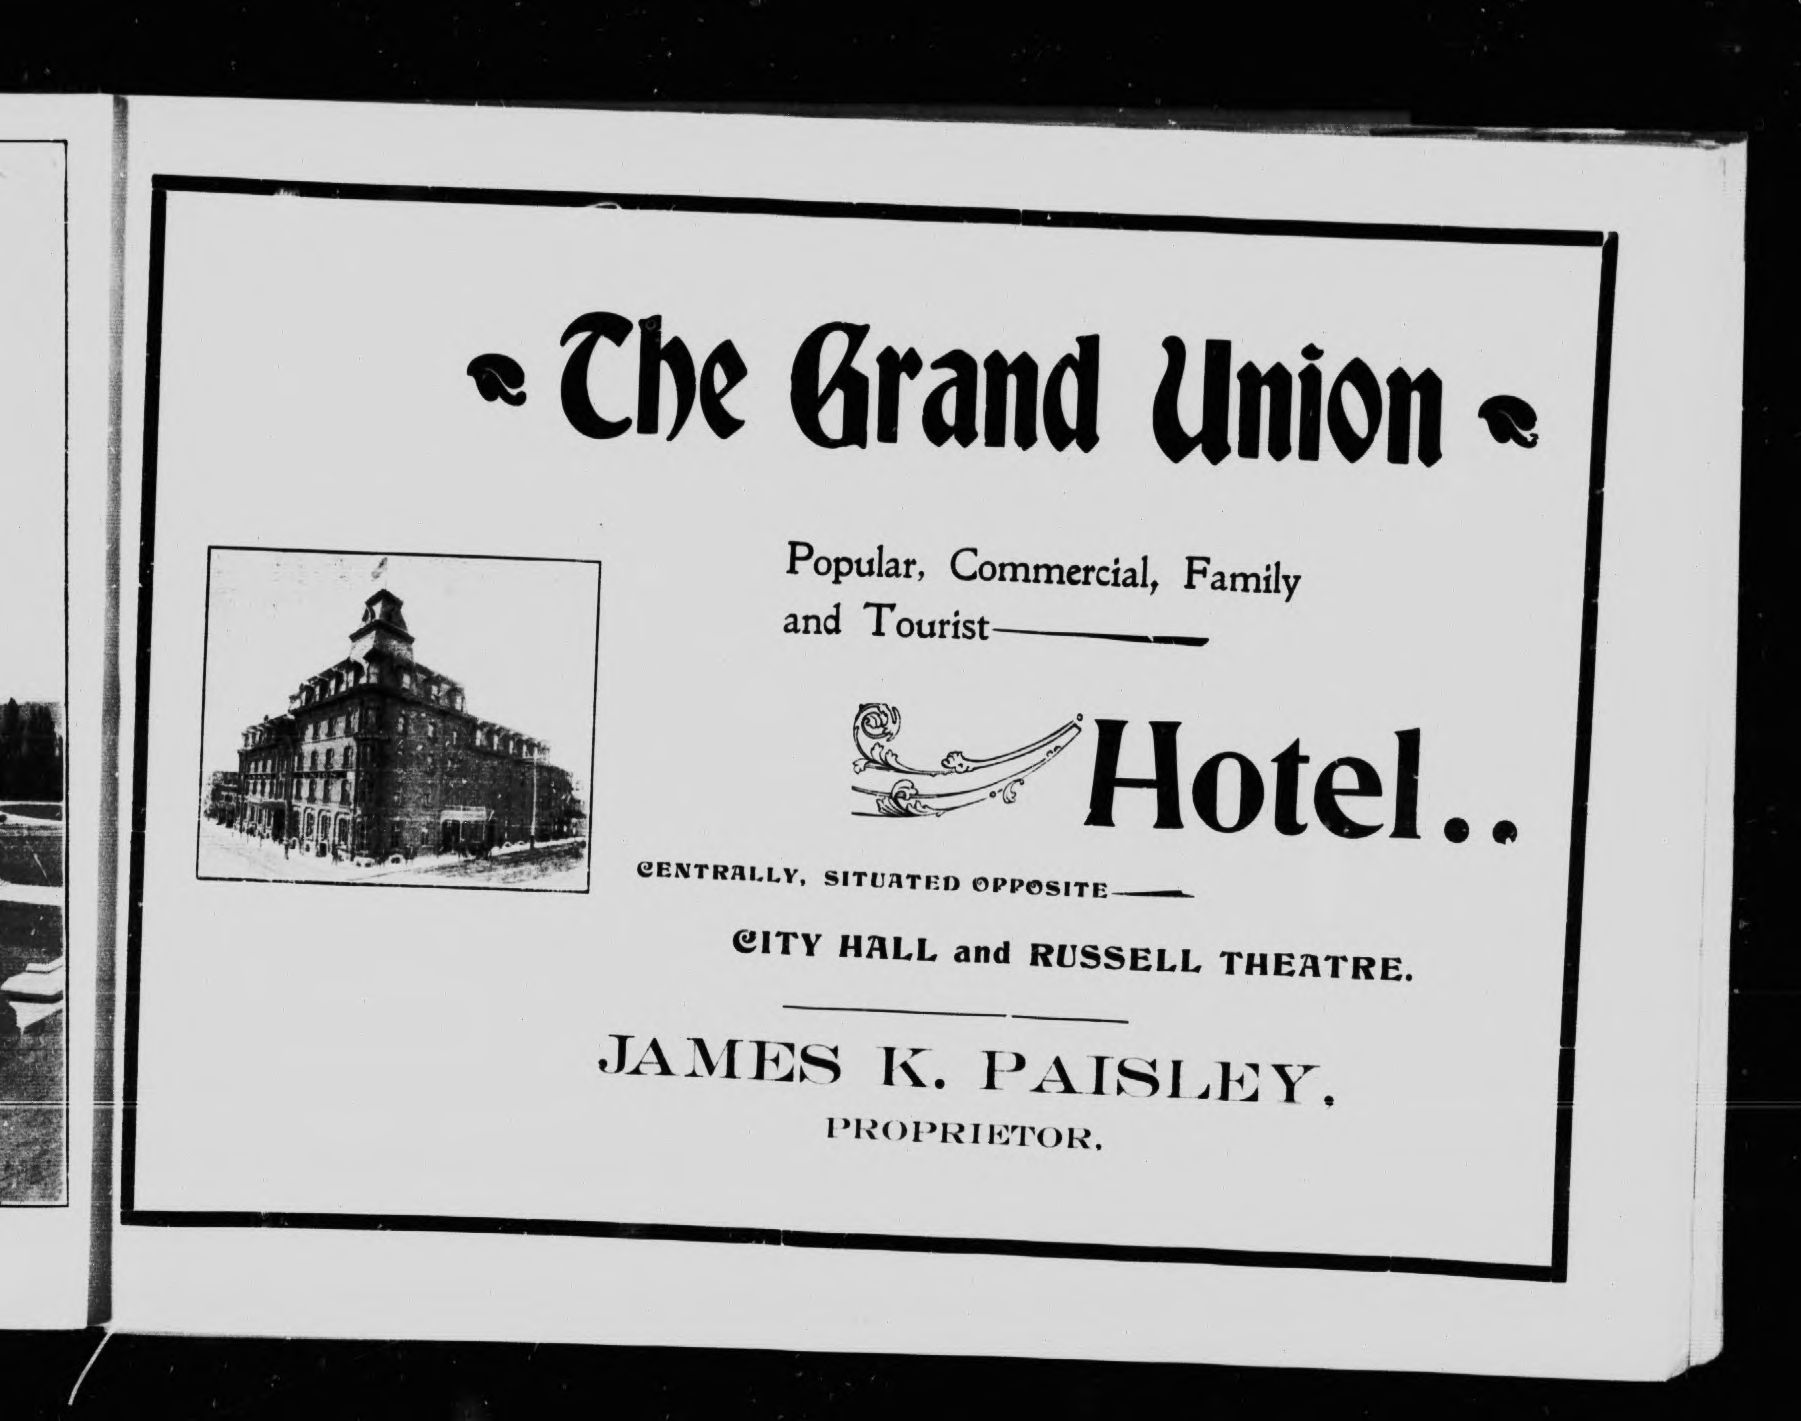 The Grand Union
Popular, Commercial, Family
and Tourist
Hotel..
CENTRALLY, SITUATED OPPOSITE
CITY HALL and RUSSELL THEATRE.
JAMES K. PAISLEY.
PROPRIETOR.